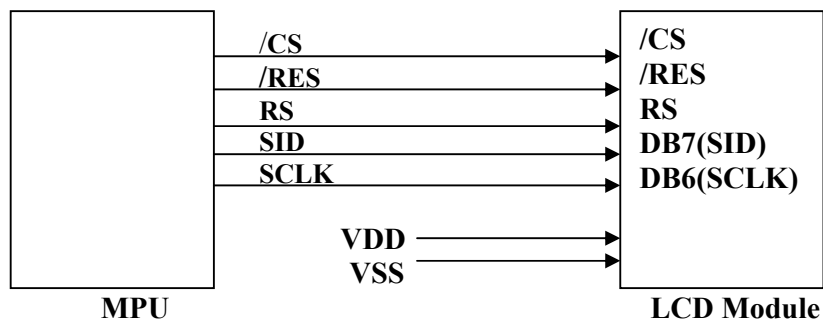 /CS
/RES
RS
SID
SCLK
VDD
VSS
MPU
/CS
/RES
RS
DB7(SID)
DB6(SCLK)
LCD Module